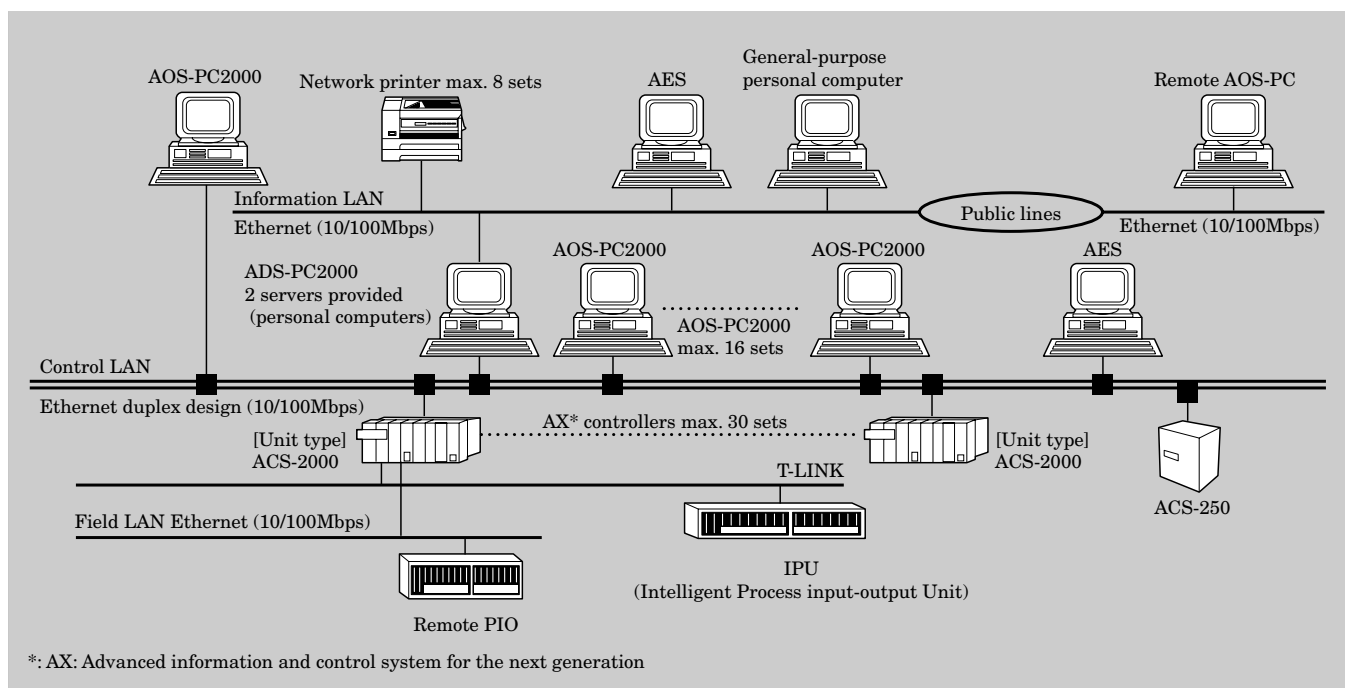 AOS-PC2000
Network printer max. 8 sets
AES
General-purpose
personal computer
Remote AOS-PC
Information LAN
Ethernet (10/100Mbps)
Public lines
Ethernet (10/100Mbps)
ADS-PC2000
2 servers provided
(personal computers)
AOS-PC2000
AOS-PC2000
max. 16 sets
AOS-PC2000
AES
Control LAN
Ethernet duplex design (10/100Mbps)
[Unit type]
ACS-2000
AX* controllers max. 30 sets
[Unit type]
ACS-2000
ACS-250
T-LINK
Field LAN Ethernet (10/100Mbps)
IPU
(Intelligent Process input-output Unit)
Remote PIO
*: AX: Advanced information and control system for the next generation